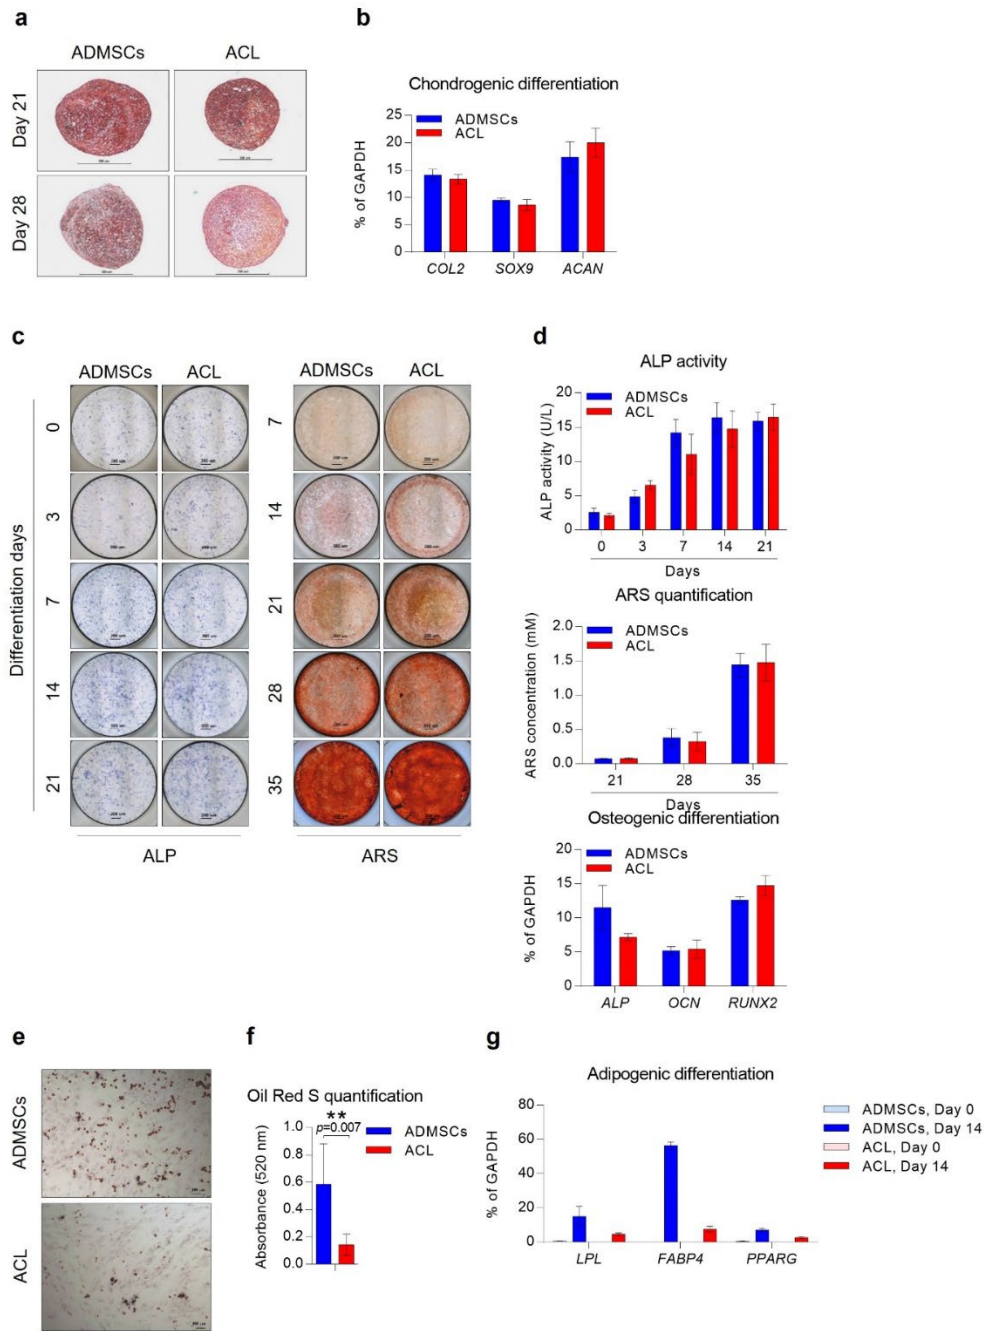 a
ADMSCs ACL
Day 21
Day 28
b
Chondrogenic differentiation
ADMSCs
ACL
% of GAPDH
25
20
15
10
5
0
COL2 SOX9 ACAN
c
ADMSCs ACL ADMSCs ACL
Differentiation days
0 7
3 14
7 21
14 28
21 35
ALP ARS
d
ALP activity
ADMSCs
ACL
ALP activity (U/L)
20
15
10
5
0
0 3 7 14 21
Days
ARS quantification
ADMSCs
ACL
ARS concentration (mM)
2.0
1.5
1.0
0.5
0.0
21 28 35
Days
Osteogenic differentiation
ADMSCs
ACL
% of GAPDH
20
15
10
5
0
ALP OCN RUNX2
e
ADMSCs
ACL
f
Oil Red S quantification
**
p=0.007
ADMSCs
ACL
Absorbance (520 nm)
1.0
0.8
0.6
0.4
0.2
0.0
g
Adipogenic differentiation
ADMSCs, Day 0
ADMSCs, Day 14
ACL, Day 0
ACL, Day 14
% of GAPDH
80
60
40
20
0
LPL FABP4 PPARG